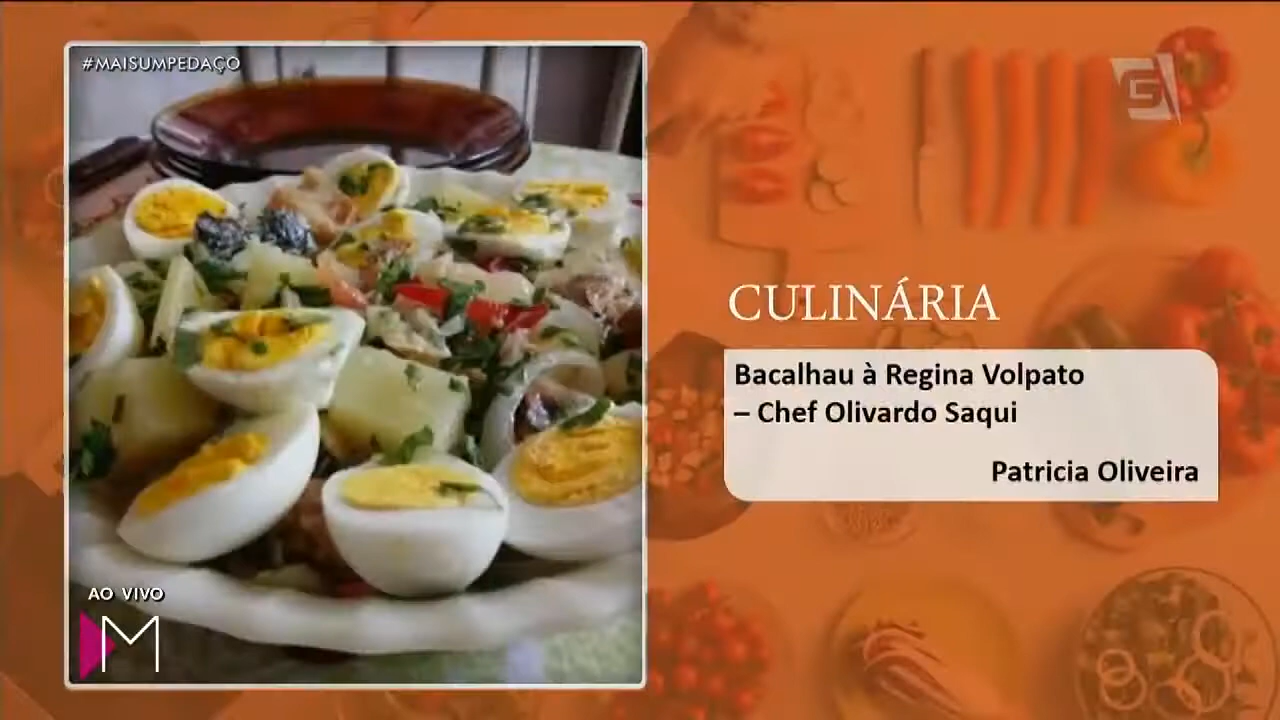 #MAISUMPEDAÇO
G
CULINÁRIA
Bacalhau à Regina Volpato
– Chef Olivardo Saqui
Patricia Oliveira
AO VIVO
M